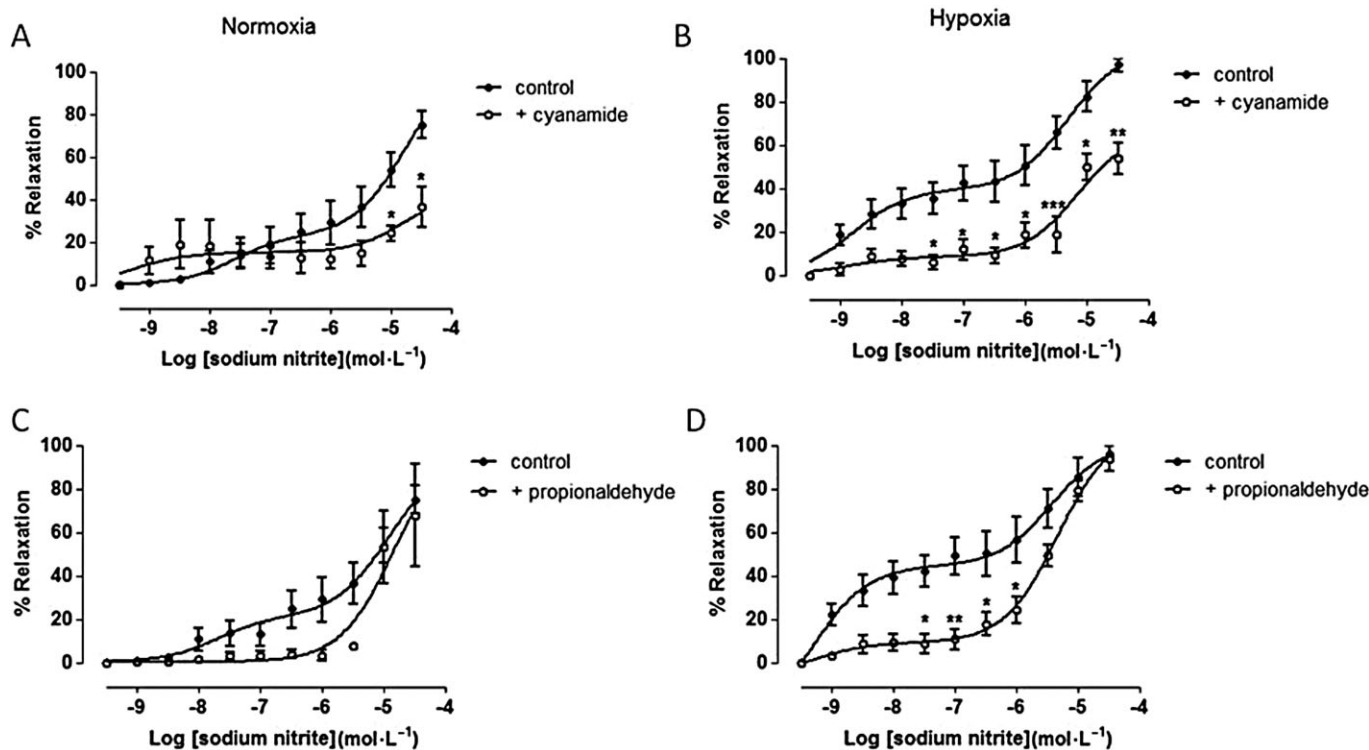 A
Normoxia
% Relaxation
100
80
60
40
20
0
control
+ cyanamide
*
*
-9
-8
-7
-6
-5
-4
Log [sodium nitrite](mol·L⁻¹)
B
Hypoxia
% Relaxation
100
80
60
40
20
0
control
+ cyanamide
*
*
*
*
***
*
**
-9
-8
-7
-6
-5
-4
Log [sodium nitrite](mol·L⁻¹)
C
% Relaxation
100
80
60
40
20
0
control
+ propionaldehyde
-9
-8
-7
-6
-5
-4
Log [sodium nitrite](mol·L⁻¹)
D
% Relaxation
100
80
60
40
20
0
control
+ propionaldehyde
*
**
*
*
-9
-8
-7
-6
-5
-4
Log [sodium nitrite](mol·L⁻¹)